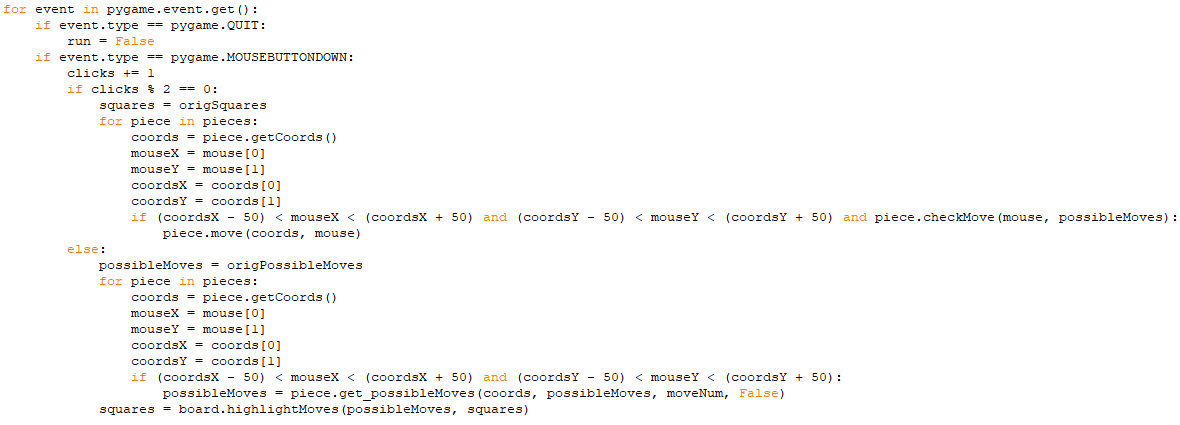 for event in pygame.event.get():
    if event.type == pygame.QUIT:
        run = False
    if event.type == pygame.MOUSEBUTTONDOWN:
        clicks += 1
        if clicks % 2 == 0:
            squares = origSquares
            for piece in pieces:
                coords = piece.getCoords()
                mouseX = mouse[0]
                mouseY = mouse[1]
                coordsX = coords[0]
                coordsY = coords[1]
                if (coordsX - 50) < mouseX < (coordsX + 50) and (coordsY - 50) < mouseY < (coordsY + 50) and piece.checkMove(mouse, possibleMoves):
                    piece.move(coords, mouse)
        else:
            possibleMoves = origPossibleMoves
            for piece in pieces:
                coords = piece.getCoords()
                mouseX = mouse[0]
                mouseY = mouse[1]
                coordsX = coords[0]
                coordsY = coords[1]
                if (coordsX - 50) < mouseX < (coordsX + 50) and (coordsY - 50) < mouseY < (coordsY + 50):
                    possibleMoves = piece.get_possibleMoves(coords, possibleMoves, moveNum, False)
            squares = board.highlightMoves(possibleMoves, squares)